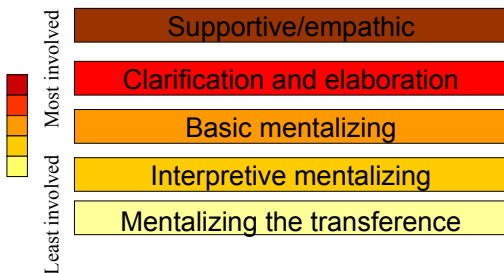 Most involved
Supportive/empathic
Clarification and elaboration
Basic mentalizing
Least involved
Interpretive mentalizing
Mentalizing the transference